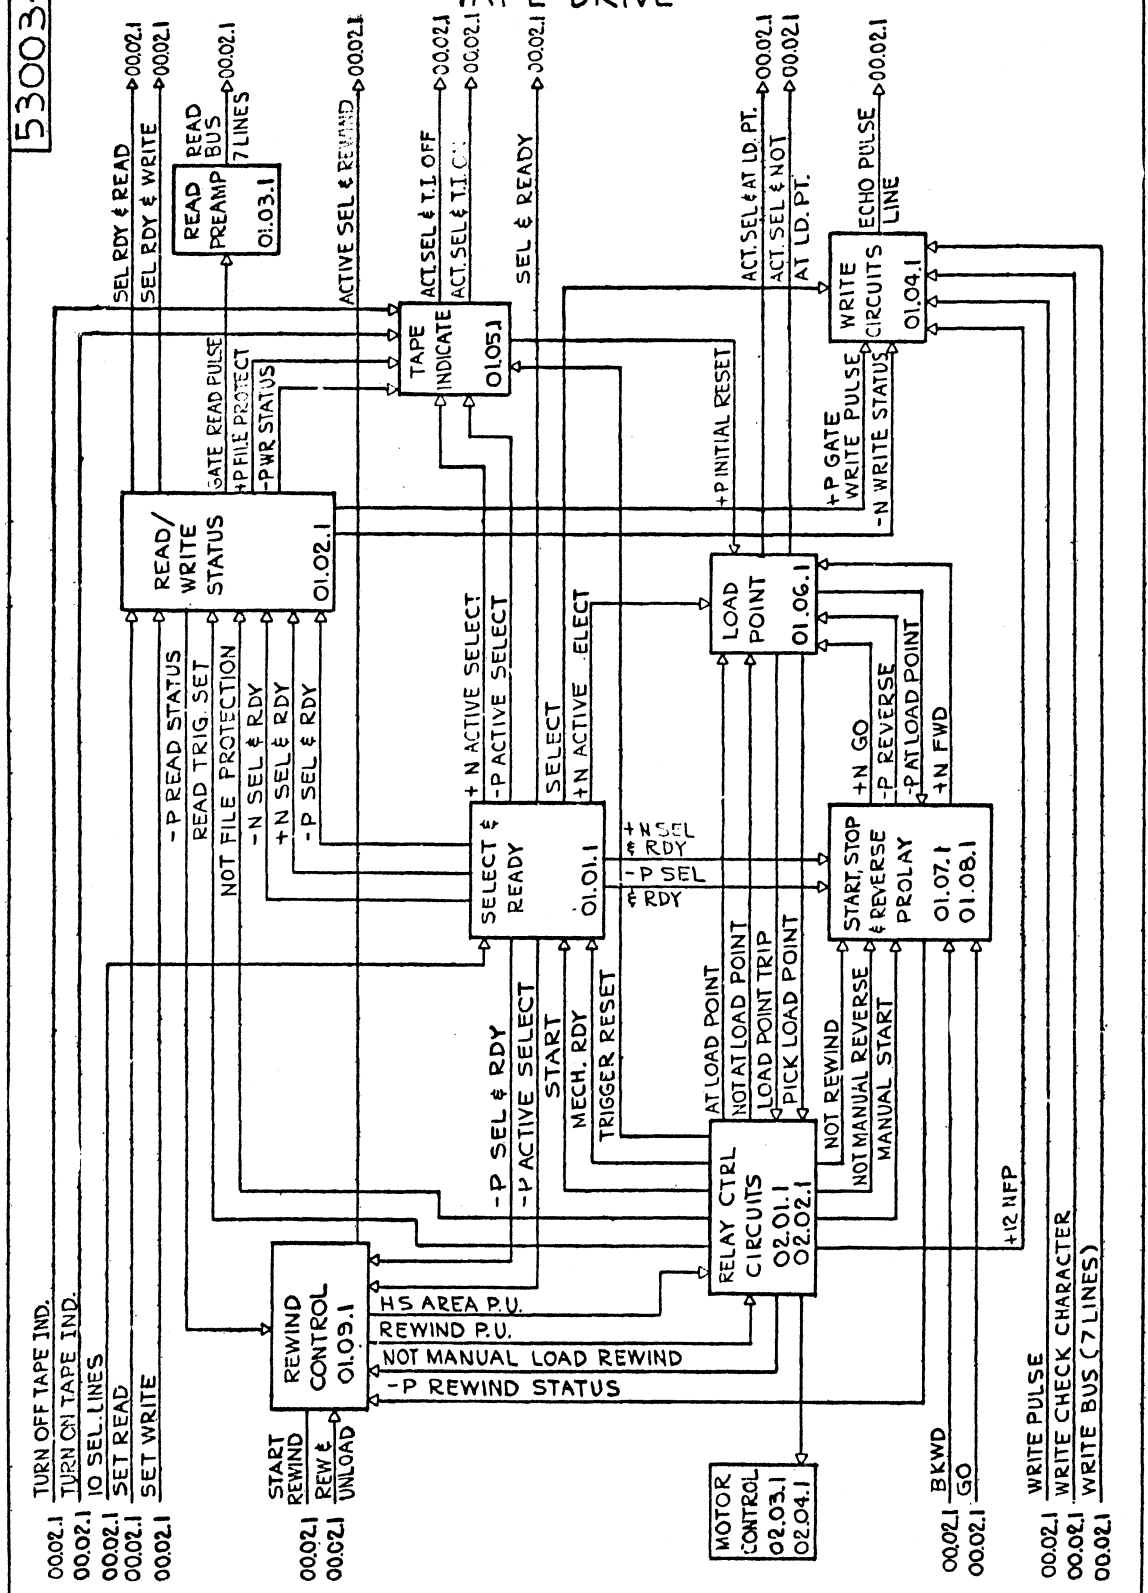 53003
TAPE DRIVE
00.02.1 TURN OFF TAPE IND.
00.02.1 TURN ON TAPE IND.
00.02.1 10 SEL. LINES
00.02.1 SET READ
00.02.1 SET WRITE
START
REWIND
00.02.1
REW &
UNLOAD
00.02.1
REWIND
CONTROL
01.09.1
HS AREA P.U.
REWIND P.U.
NOT MANUAL LOAD REWIND
-P REWIND STATUS
MOTOR
CONTROL
02.03.1
02.04.1
00.02.1 BKWD
00.02.1 GO
00.02.1 WRITE PULSE
00.02.1 WRITE CHECK CHARACTER
00.02.1 WRITE BUS (7 LINES)
RELAY CTRL
CIRCUITS
02.01.1
02.02.1
+12 NFP
-P SEL & RDY
-P ACTIVE SELECT
START
MECH. RDY
TRIGGER RESET
AT LOAD POINT
NOT AT LOAD POINT
LOAD POINT TRIP
PICK LOAD POINT
NOT REWIND
NOT MANUAL REVERSE
MANUAL START
-P READ STATUS
READ TRIG. SET
NOT FILE PROTECTION
-N SEL & RDY
+N SEL & RDY
-P SEL & RDY
SELECT &
READY
01.01.1
+N SEL
& RDY
-P SEL
& RDY
START, STOP
& REVERSE
PROLAY
01.07.1
01.08.1
+N ACTIVE SELECT
-P ACTIVE SELECT
SELECT
+N ACTIVE ELECT
+N GO
-P REVERSE
-P AT LOAD POINT
+N FWD
READ/
WRITE
STATUS
01.02.1
LOAD
POINT
01.06.1
GATE READ PULSE
+P FILE PROTECT
-P WR STATUS
+P INITIAL RESET
+P GATE
WRITE PULSE
-N WRITE STATUS
TAPE
INDICATE
01.05.1
WRITE
CIRCUITS
01.04.1
READ
PREAMP
01.03.1
SEL RDY & READ
00.02.1
SEL RDY & WRITE
00.02.1
READ
BUS
7 LINES
00.02.1
ACTIVE SEL & REWIND
00.02.1
ACT. SEL & T.I. OFF
00.02.1
ACT. SEL & T.I. ON
00.02.1
SEL & READY
00.02.1
ACT. SEL & AT LD. PT.
00.02.1
ACT. SEL & NOT
AT LD. PT.
00.02.1
ECHO PULSE
LINE
00.02.1